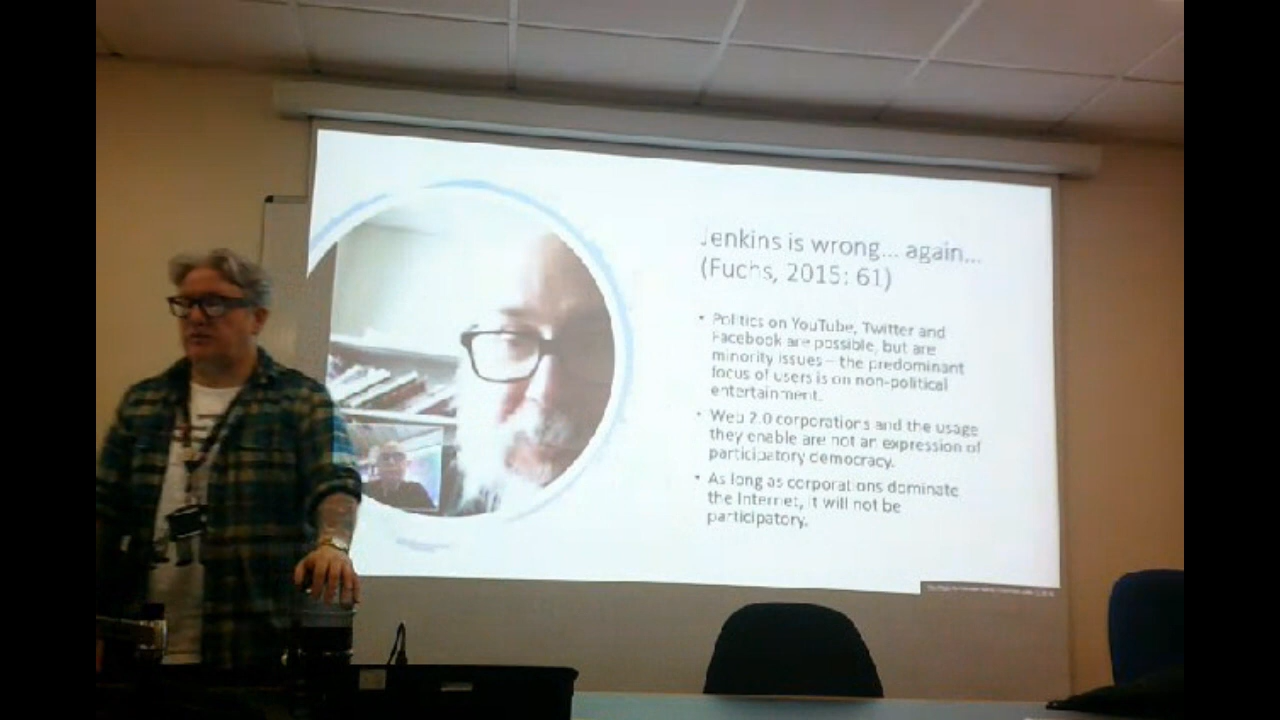 Jenkins is wrong... again...
(Fuchs, 2015: 61)
• Politics on YouTube, Twitter and
Facebook are possible, but are
minority issues – the predominant
focus of users is on non-political
entertainment.
• Web 2.0 corporations and the usage
they enable are not an expression of
participatory democracy.
• As long as corporations dominate
the Internet, it will not be
participatory.